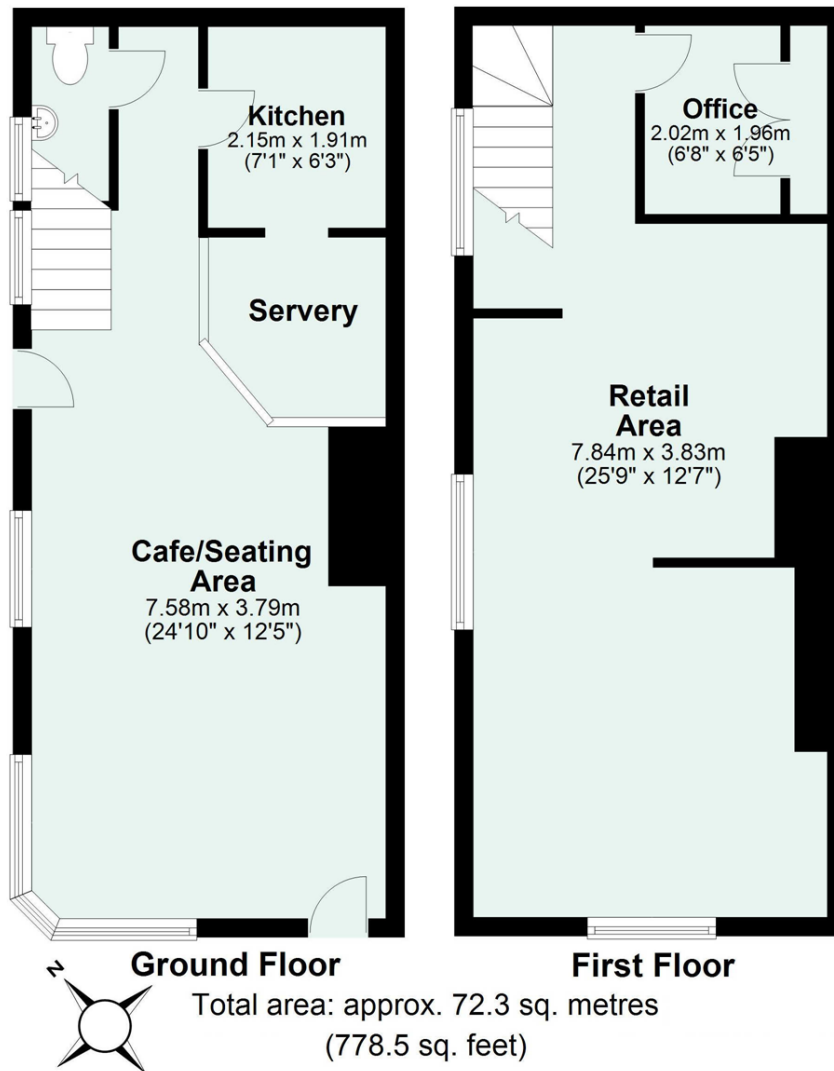 Kitchen
2.15m x 1.91m
(7'1" x 6'3")
Servery
Cafe/Seating
Area
7.58m x 3.79m
(24'10" x 12'5")
Ground Floor
Office
2.02m x 1.96m
(6'8" x 6'5")
Retail
Area
7.84m x 3.83m
(25'9" x 12'7")
First Floor
N
Total area: approx. 72.3 sq. metres
(778.5 sq. feet)